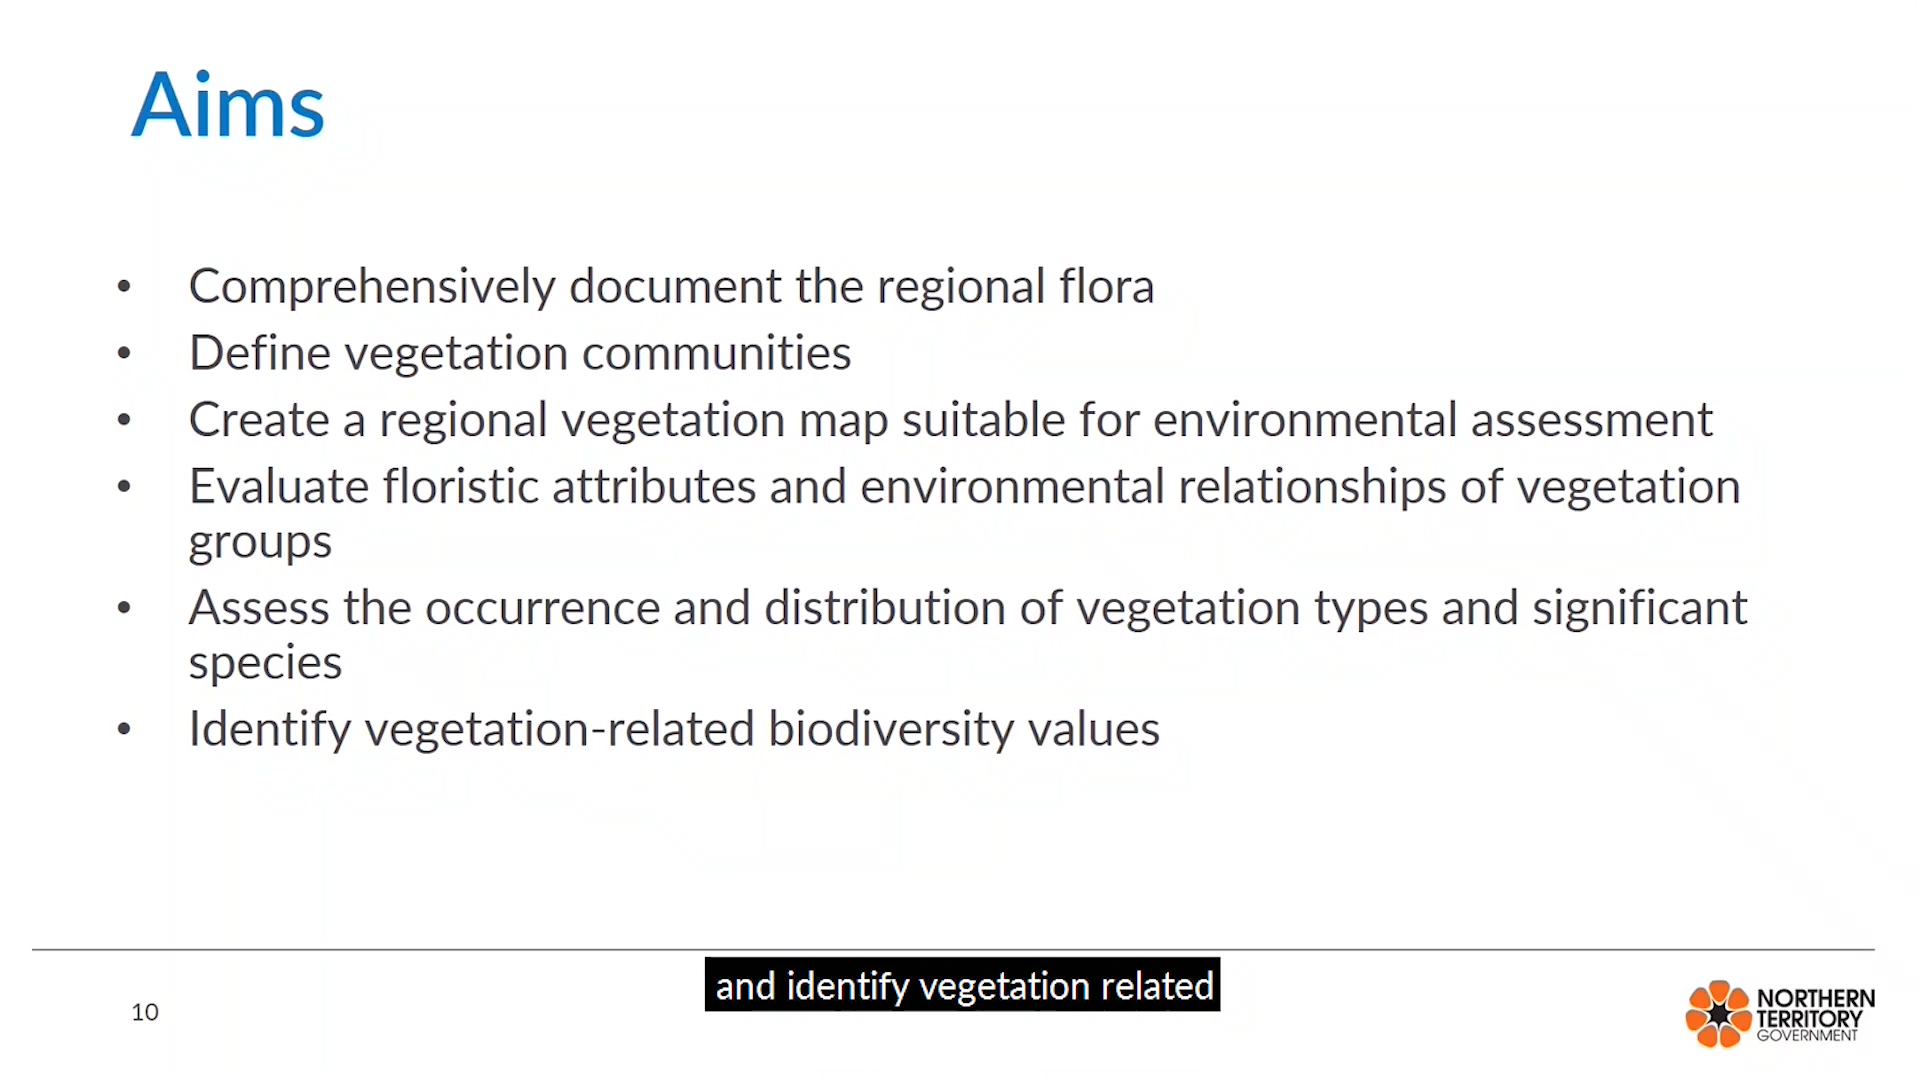 Aims
• Comprehensively document the regional flora
• Define vegetation communities
• Create a regional vegetation map suitable for environmental assessment
• Evaluate floristic attributes and environmental relationships of vegetation
groups
• Assess the occurrence and distribution of vegetation types and significant
species
• Identify vegetation-related biodiversity values
and identify vegetation related
10
NORTHERN
TERRITORY
GOVERNMENT